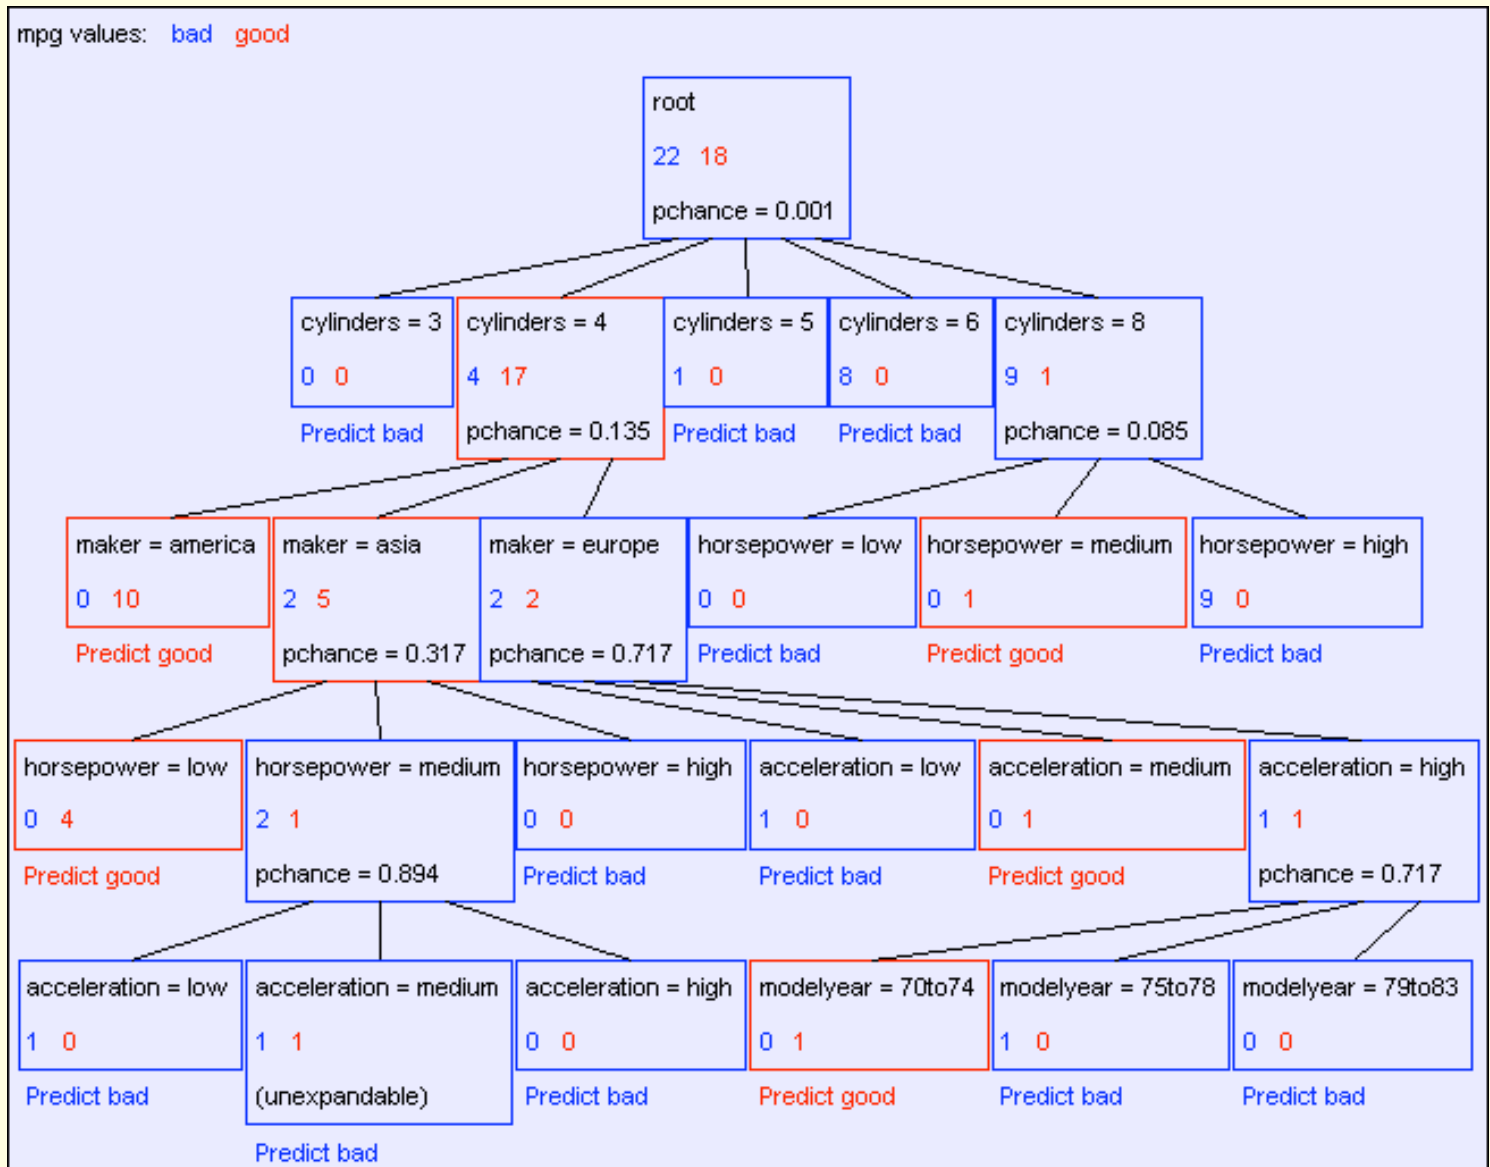 mpg values: bad good
root
22 18
pchance = 0.001
cylinders = 3
0 0
Predict bad
cylinders = 4
4 17
pchance = 0.135
cylinders = 5
1 0
Predict bad
cylinders = 6
8 0
Predict bad
cylinders = 8
9 1
pchance = 0.085
maker = america
0 10
Predict good
maker = asia
2 5
pchance = 0.317
maker = europe
2 2
pchance = 0.717
horsepower = low
0 0
Predict bad
horsepower = medium
0 1
Predict good
horsepower = high
9 0
Predict bad
horsepower = low
0 4
Predict good
horsepower = medium
2 1
pchance = 0.894
horsepower = high
0 0
Predict bad
acceleration = low
1 0
Predict bad
acceleration = medium
0 1
Predict good
acceleration = high
1 1
pchance = 0.717
acceleration = low
1 0
Predict bad
acceleration = medium
1 1
(unexpandable)
Predict bad
acceleration = high
0 0
Predict bad
modelyear = 70to74
0 1
Predict good
modelyear = 75to78
1 0
Predict bad
modelyear = 79to83
0 0
Predict bad